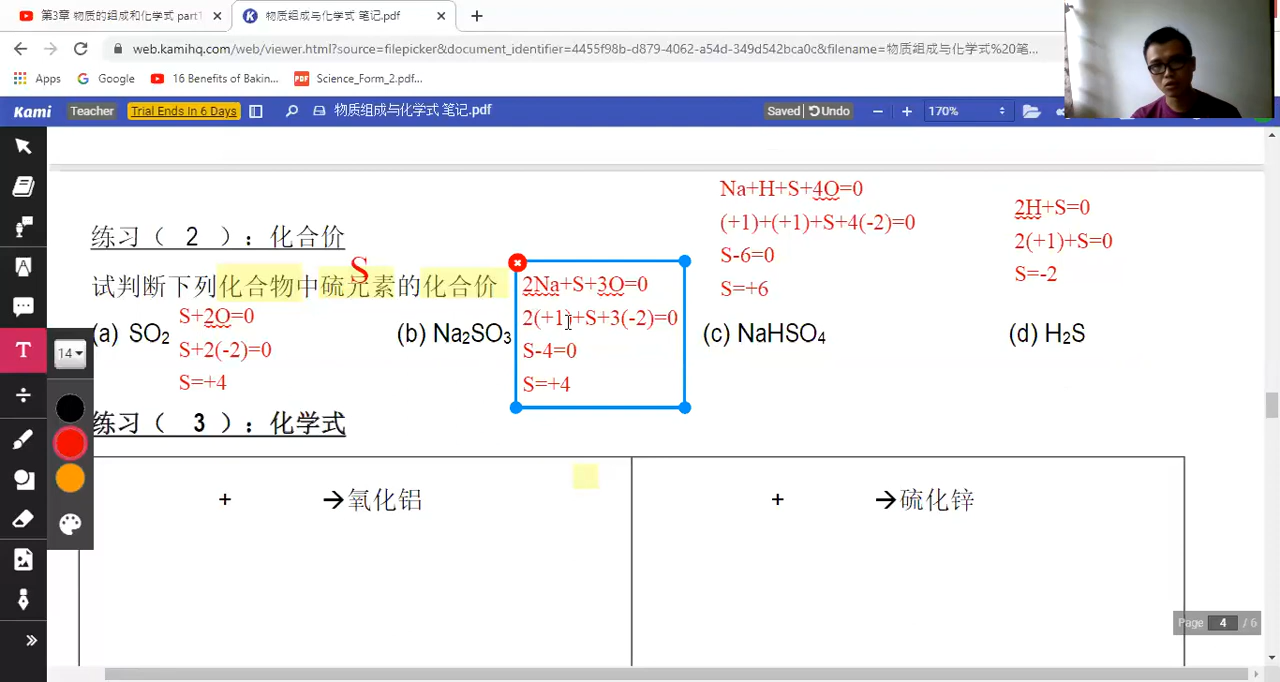 第3章 物质的组成和化学式 part1
物质组成与化学式 笔记.pdf
web.kamihq.com/web/viewer.html?source=filepicker&document_identifier=4455f98b-d879-4062-a54d-349d542bca0c&filename=物质组成与化学式%20笔...
Apps
Google
16 Benefits of Bakin...
Science_Form_2.pdf...
Kami
Teacher
Trial Ends In 6 Days
物质组成与化学式 笔记.pdf
Saved
Undo
170%
练习( 2 ):化合价
试判断下列化合物中硫元素的化合价
S
(a) SO₂
S+2O=0
S+2(-2)=0
S=+4
(b) Na₂SO₃
2Na+S+3O=0
2(+1)+S+3(-2)=0
S-4=0
S=+4
(c) NaHSO₄
Na+H+S+4O=0
(+1)+(+1)+S+4(-2)=0
S-6=0
S=+6
(d) H₂S
2H+S=0
2(+1)+S=0
S=-2
练习( 3 ):化学式
+ →氧化铝
+ →硫化锌
T
14
Page 4 / 6